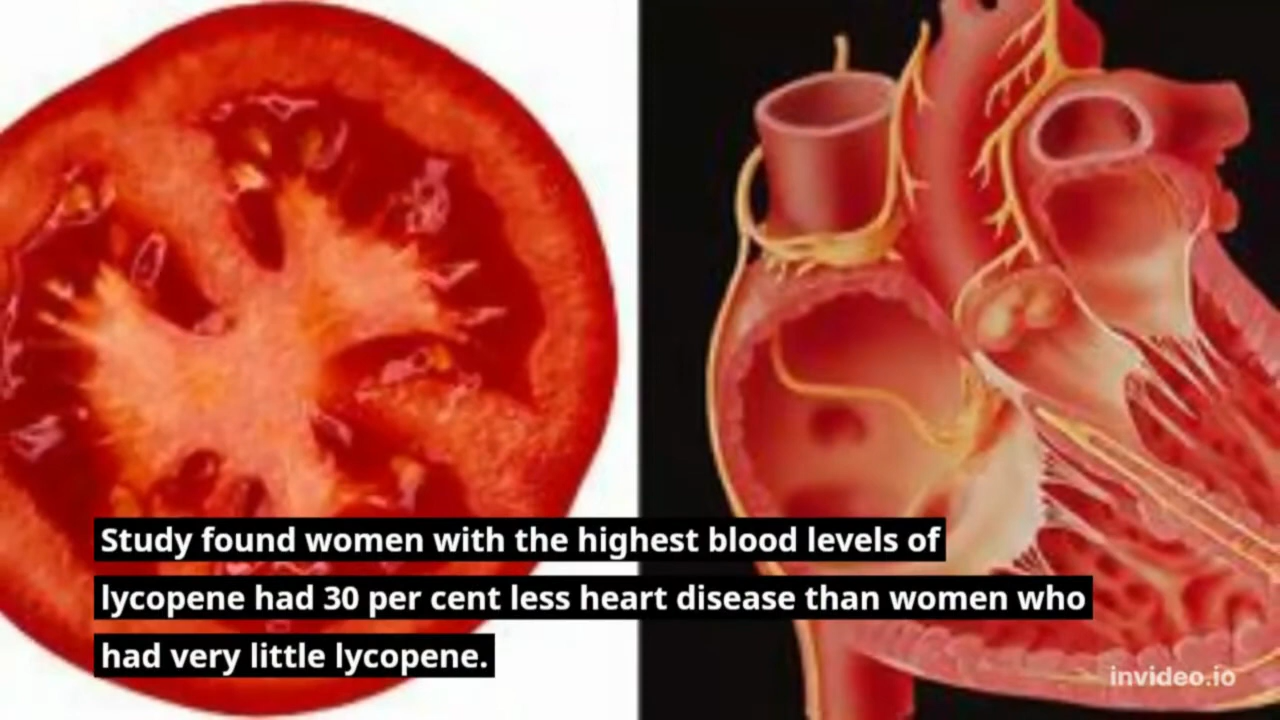 Study found women with the highest blood levels of
lycopene had 30 per cent less heart disease than women who
had very little lycopene.
invideo.io